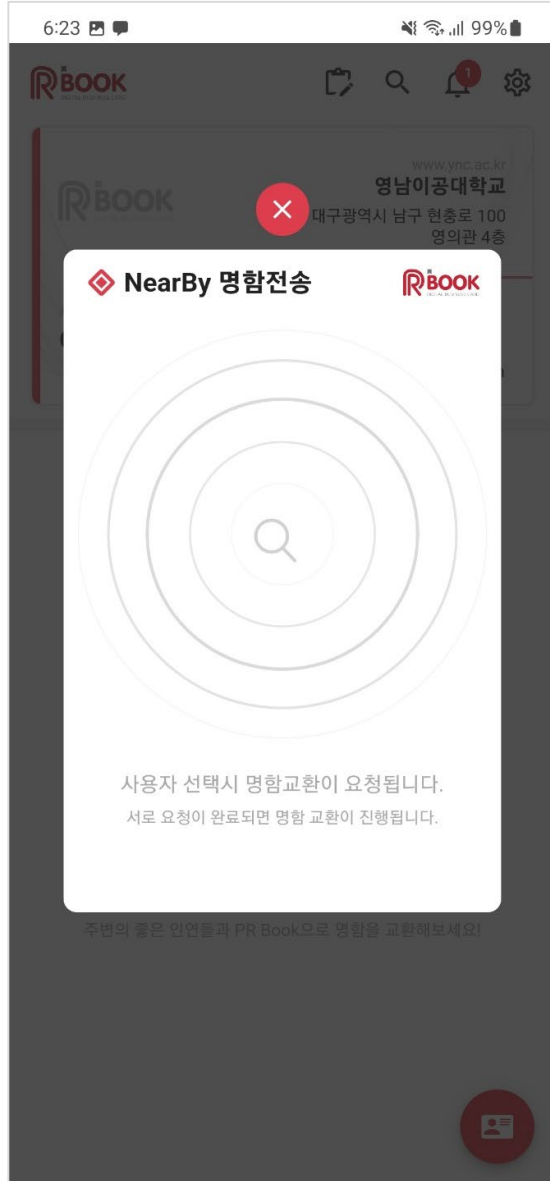 6:23
99%
R BOOK
1
www.ync.ac.kr
영남이공대학교
R BOOK
대구광역시 남구 현충로 100
영의관 4층
NearBy 명함전송
R BOOK
사용자 선택시 명함교환이 요청됩니다.
서로 요청이 완료되면 명함 교환이 진행됩니다.
주변의 좋은 인연들과 PR Book으로 명함을 교환해보세요!